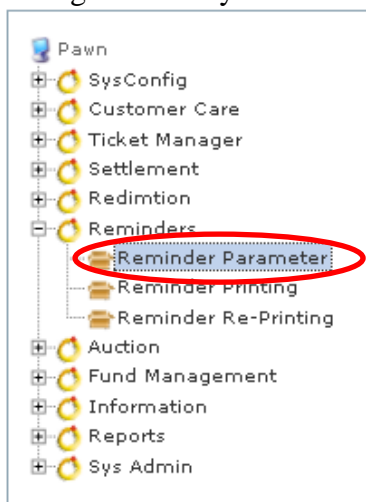 Pawn
SysConfig
Customer Care
Ticket Manager
Settlement
Redimtion
Reminders
Reminder Parameter
Reminder Printing
Reminder Re-Printing
Auction
Fund Management
Information
Reports
Sys Admin